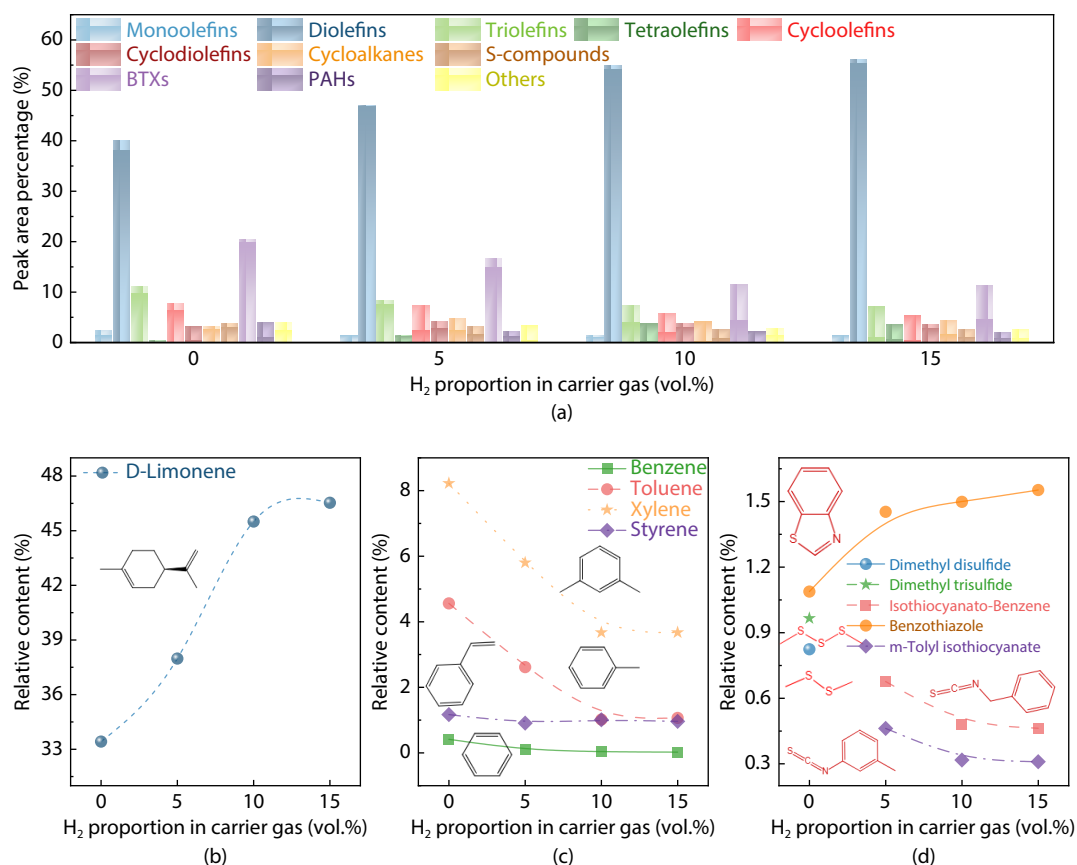 (a)
Monoolefins Diolefins Triolefins Tetraolefins Cycloolefins
Cyclodiolefins Cycloalkanes S-compounds
BTXs PAHs Others
Peak area percentage (%)
60
50
40
30
20
10
0
0 5 10 15
H₂ proportion in carrier gas (vol.%)
D-Limonene
Relative content (%)
48
45
42
39
36
33
0 5 10 15
H₂ proportion in carrier gas (vol.%)
(b)
Benzene
Toluene
Xylene
Styrene
Relative content (%)
8
6
4
2
0
0 5 10 15
H₂ proportion in carrier gas (vol.%)
(c)
Dimethyl disulfide
Dimethyl trisulfide
Isothiocyanato-Benzene
Benzothiazole
m-Tolyl isothiocyanate
S N
S S S
S S
S C N
S C N
Relative content (%)
1.5
1.2
0.9
0.6
0.3
0 5 10 15
H₂ proportion in carrier gas (vol.%)
(d)